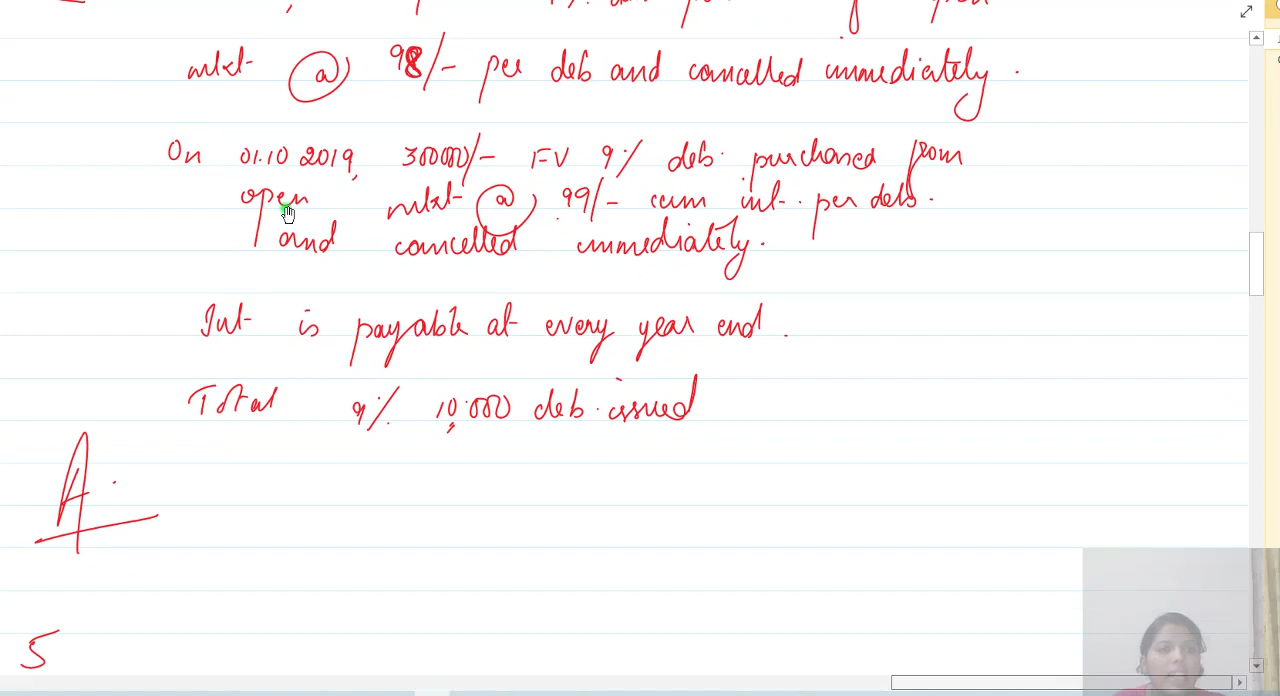 mkt @ 98/- per deb and cancelled immediately.
On 01.10 2019, 300000/- FV 9% deb. purchased from
open mkt @ 99/- cum int. per deb.
and cancelled immediately.
Int is payable at every year end.
Total 9% 10,000 deb. issued
A.
5